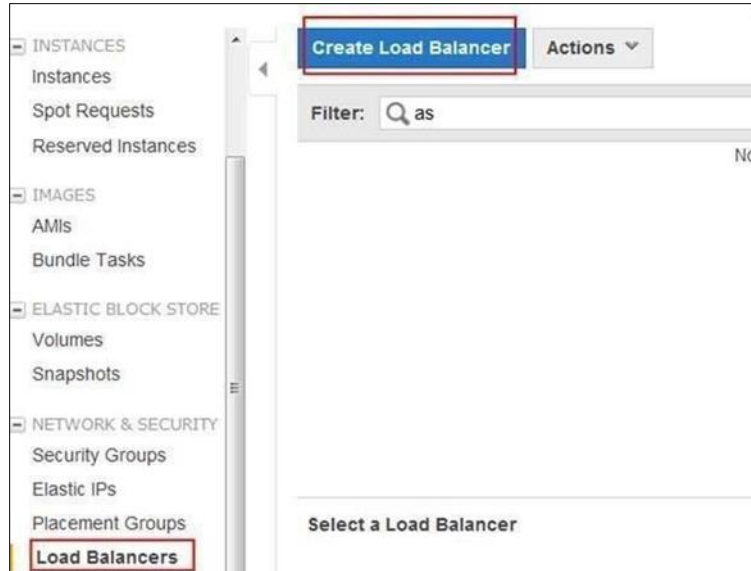 INSTANCES
Instances
Spot Requests
Reserved Instances
IMAGES
AMIs
Bundle Tasks
ELASTIC BLOCK STORE
Volumes
Snapshots
NETWORK & SECURITY
Security Groups
Elastic IPs
Placement Groups
Load Balancers
Create Load Balancer
Actions
Filter: as
No
Select a Load Balancer